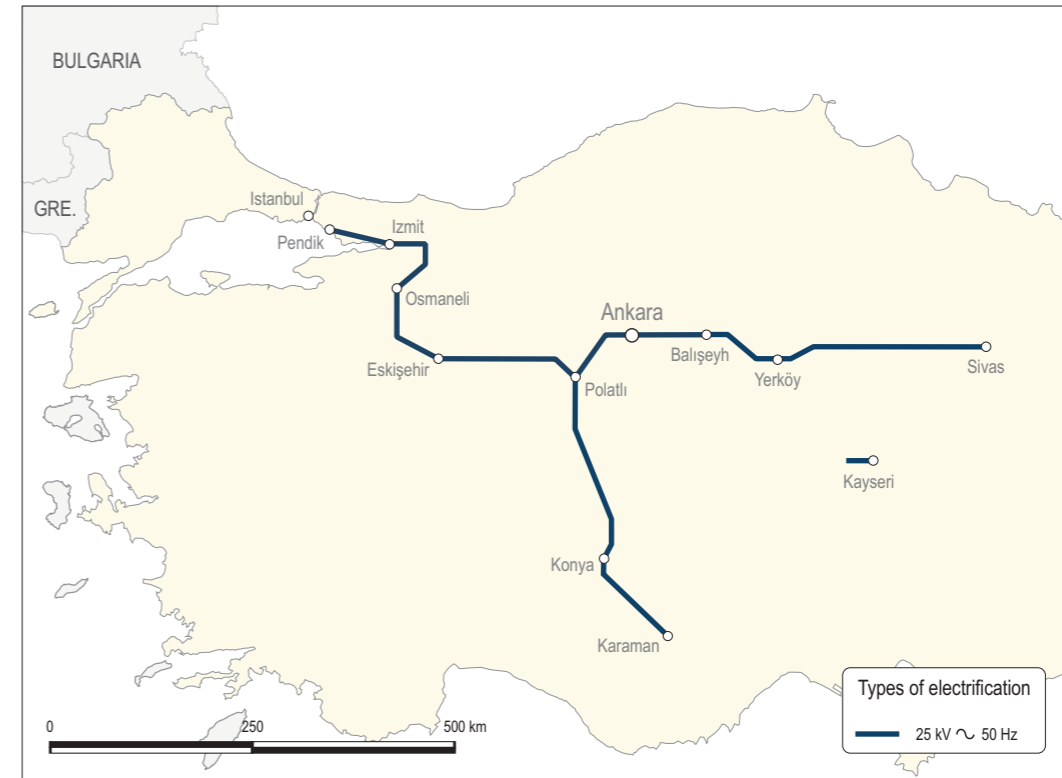 BULGARIA
GRE.
Istanbul
Pendik
Izmit
Osmaneli
Ankara
Eskişehir
Polatlı
Balışeyh
Yerköy
Sivas
Kayseri
Konya
Karaman
Types of electrification
25 kV ~ 50 Hz
0 250 500 km